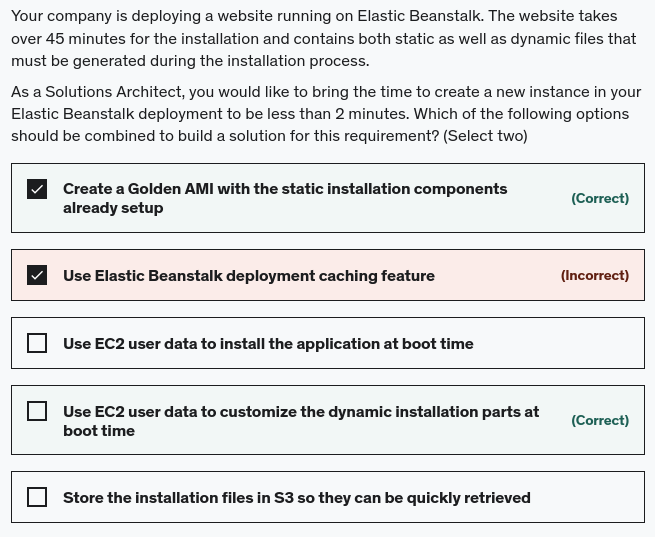 Your company is deploying a website running on Elastic Beanstalk. The website takes
over 45 minutes for the installation and contains both static as well as dynamic files that
must be generated during the installation process.
As a Solutions Architect, you would like to bring the time to create a new instance in your
Elastic Beanstalk deployment to be less than 2 minutes. Which of the following options
should be combined to build a solution for this requirement? (Select two)
Create a Golden AMI with the static installation components
already setup
(Correct)
Use Elastic Beanstalk deployment caching feature
(Incorrect)
Use EC2 user data to install the application at boot time
Use EC2 user data to customize the dynamic installation parts at
boot time
(Correct)
Store the installation files in S3 so they can be quickly retrieved